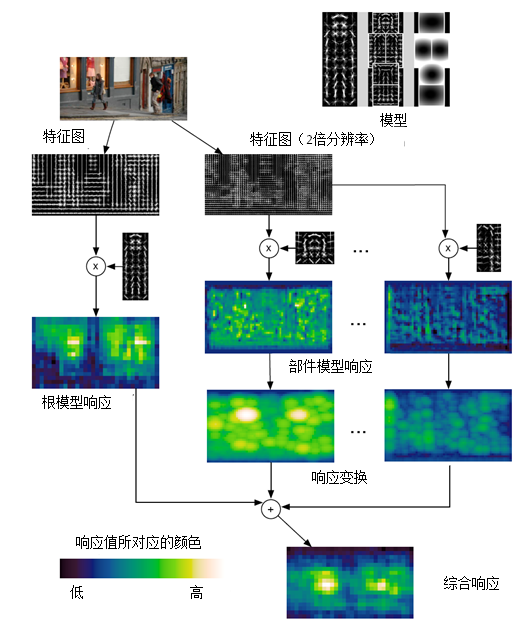 模型
特征图
特征图（2倍分辨率）
x
x
x
...
...
部件模型响应
根模型响应
...
响应变换
+
响应值所对应的颜色
低
高
综合响应